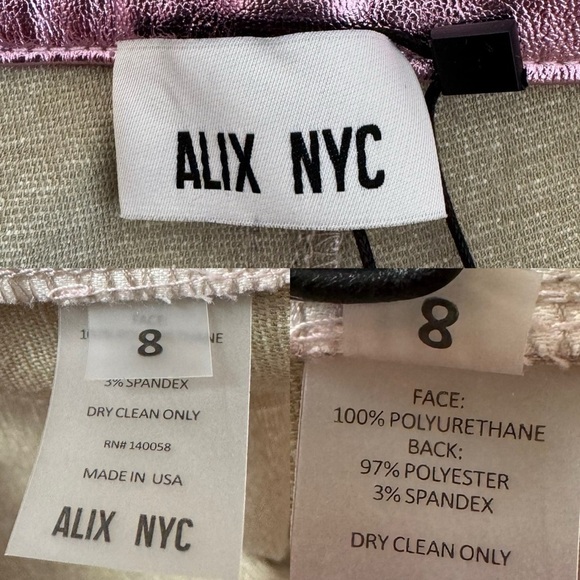 ALIX NYC
FACE:
8
3% SPANDEX
DRY CLEAN ONLY
RN# 140058
MADE IN USA
ALIX NYC
8
FACE:
100% POLYURETHANE
BACK:
97% POLYESTER
3% SPANDEX
DRY CLEAN ONLY